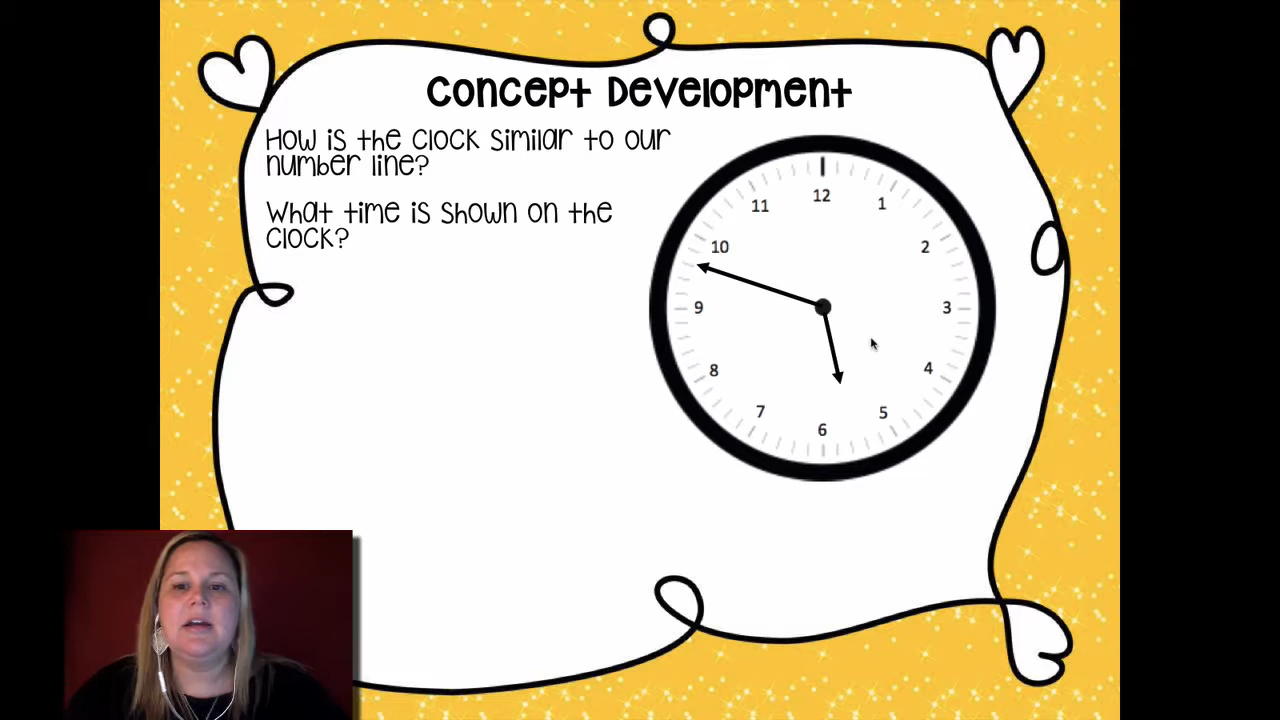 Concept Development
How is the clock similar to our
number line?
What time is shown on the
clock?
12
11
1
10
2
9
3
8
4
7
5
6